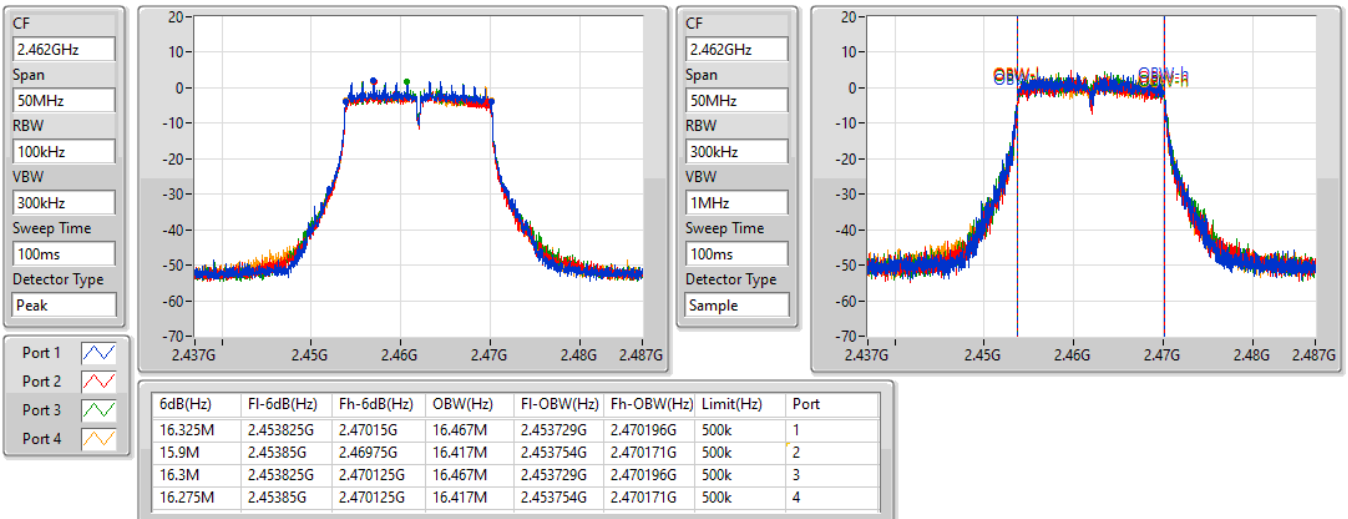 CF
2.462GHz
Span
50MHz
RBW
100kHz
VBW
300kHz
Sweep Time
100ms
Detector Type
Peak
20
10
0
-10
-20
-30
-40
-50
-60
-70
2.437G 2.45G 2.46G 2.47G 2.48G 2.487G
CF
2.462GHz
Span
50MHz
RBW
300kHz
VBW
1MHz
Sweep Time
100ms
Detector Type
Sample
20
10
0
-10
-20
-30
-40
-50
-60
-70
OBW-l OBW-h
2.437G 2.45G 2.46G 2.47G 2.48G 2.487G
Port 1
Port 2
Port 3
Port 4
6dB(Hz) Fl-6dB(Hz) Fh-6dB(Hz) OBW(Hz) Fl-OBW(Hz) Fh-OBW(Hz) Limit(Hz) Port
16.325M 2.453825G 2.47015G 16.467M 2.453729G 2.470196G 500k 1
15.9M 2.45385G 2.46975G 16.417M 2.453754G 2.470171G 500k 2
16.3M 2.453825G 2.470125G 16.467M 2.453729G 2.470196G 500k 3
16.275M 2.45385G 2.470125G 16.417M 2.453754G 2.470171G 500k 4